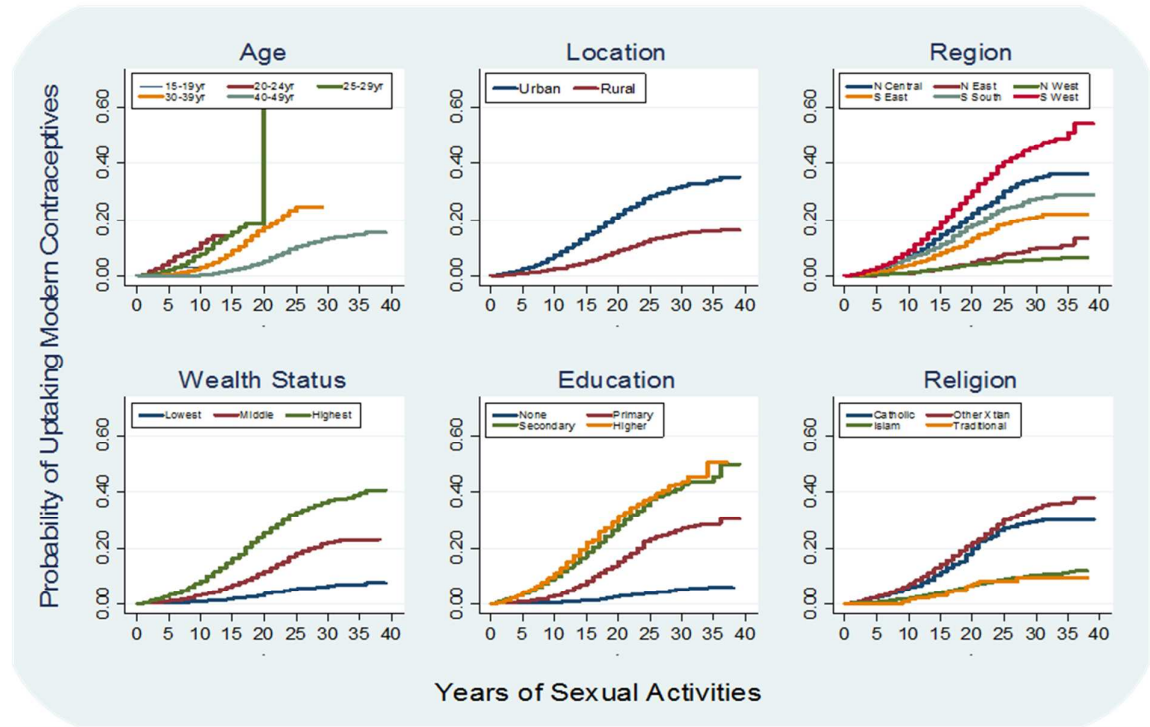 Probability of Uptaking Modern Contraceptives
Age
15-19yr 20-24yr 25-29yr
30-39yr 40-49yr
0.60
0.40
0.20
0.00
0 5 10 15 20 25 30 35 40
Location
Urban Rural
0.60
0.40
0.20
0.00
0 5 10 15 20 25 30 35 40
Region
N Central N East N West
S East S South S West
0.60
0.40
0.20
0.00
0 5 10 15 20 25 30 35 40
Wealth Status
Lowest Middle Highest
0.60
0.40
0.20
0.00
0 5 10 15 20 25 30 35 40
Education
None Primary
Secondary Higher
0.60
0.40
0.20
0.00
0 5 10 15 20 25 30 35 40
Religion
Catholic Other Xtian
Islam Traditional
0.60
0.40
0.20
0.00
0 5 10 15 20 25 30 35 40
Years of Sexual Activities